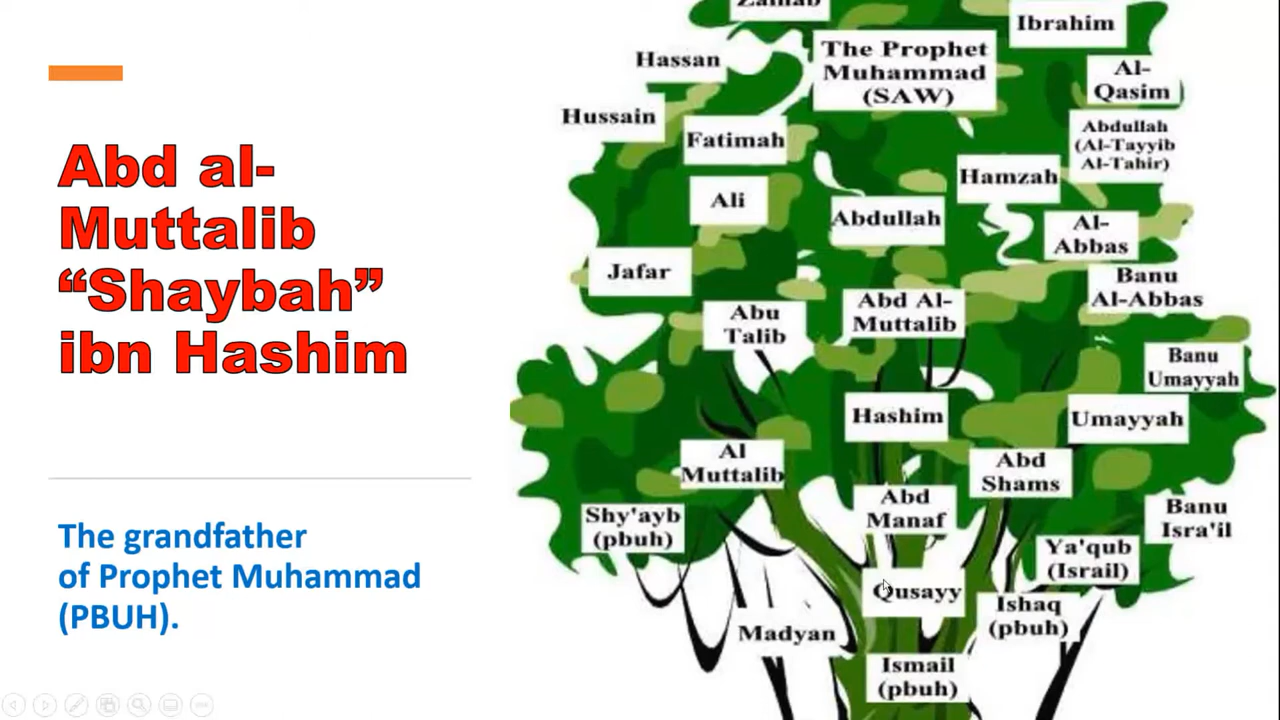 Abd al-
Muttalib
“Shaybah”
ibn Hashim
The grandfather
of Prophet Muhammad
(PBUH).
Zainab
Ibrahim
The Prophet
Muhammad
(SAW)
Hassan
Al-
Qasim
Hussain
Fatimah
Abdullah
(Al-Tayyib
Al-Tahir)
Hamzah
Ali
Abdullah
Al-
Abbas
Jafar
Banu
Al-Abbas
Abu
Talib
Abd Al-
Muttalib
Banu
Umayyah
Hashim
Umayyah
Al
Muttalib
Abd
Shams
Abd
Manaf
Shy'ayb
(pbuh)
Banu
Isra'il
Ya'qub
(Israil)
Qusayy
Ishaq
(pbuh)
Madyan
Ismail
(pbuh)